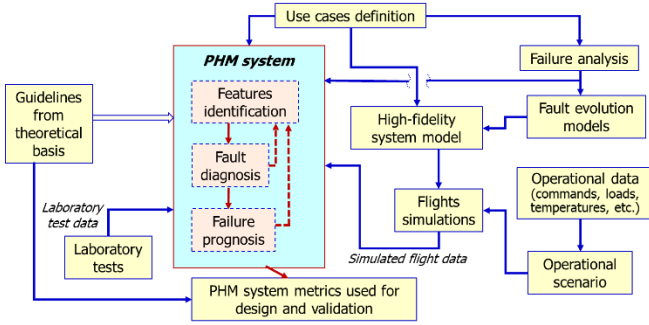 Use cases definition
PHM system
Failure analysis
Guidelines
from
theoretical
basis
Features
identification
High-fidelity
system model
Fault evolution
models
Fault
diagnosis
Operational data
(commands, loads,
temperatures, etc.)
Flights
simulations
Laboratory
test data
Failure
prognosis
Laboratory
tests
Simulated flight data
Operational
scenario
PHM system metrics used for
design and validation